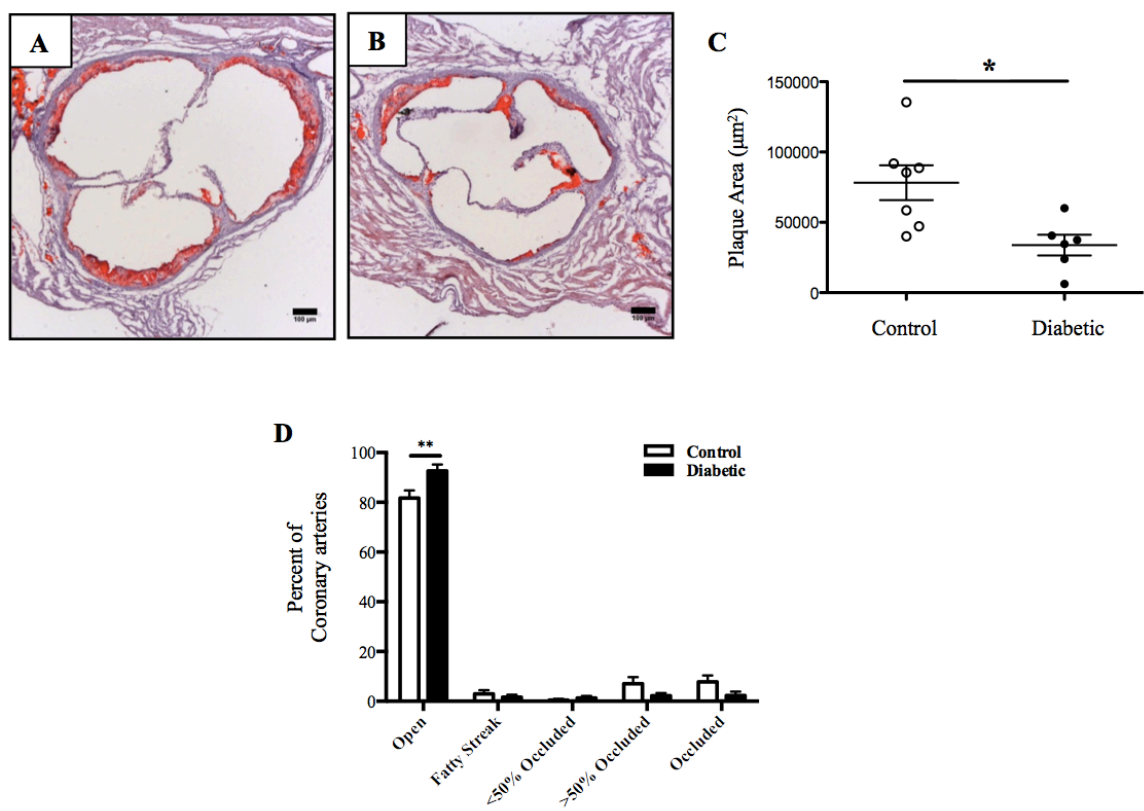 A
B
100 µm
100 µm
C
*
Plaque Area (µm²)
150000
100000
50000
0
Control
Diabetic
D
**
Control
Diabetic
Percent of
Coronary arteries
100
80
60
40
20
0
Open
Fatty Streak
<50% Occluded
>50% Occluded
Occluded